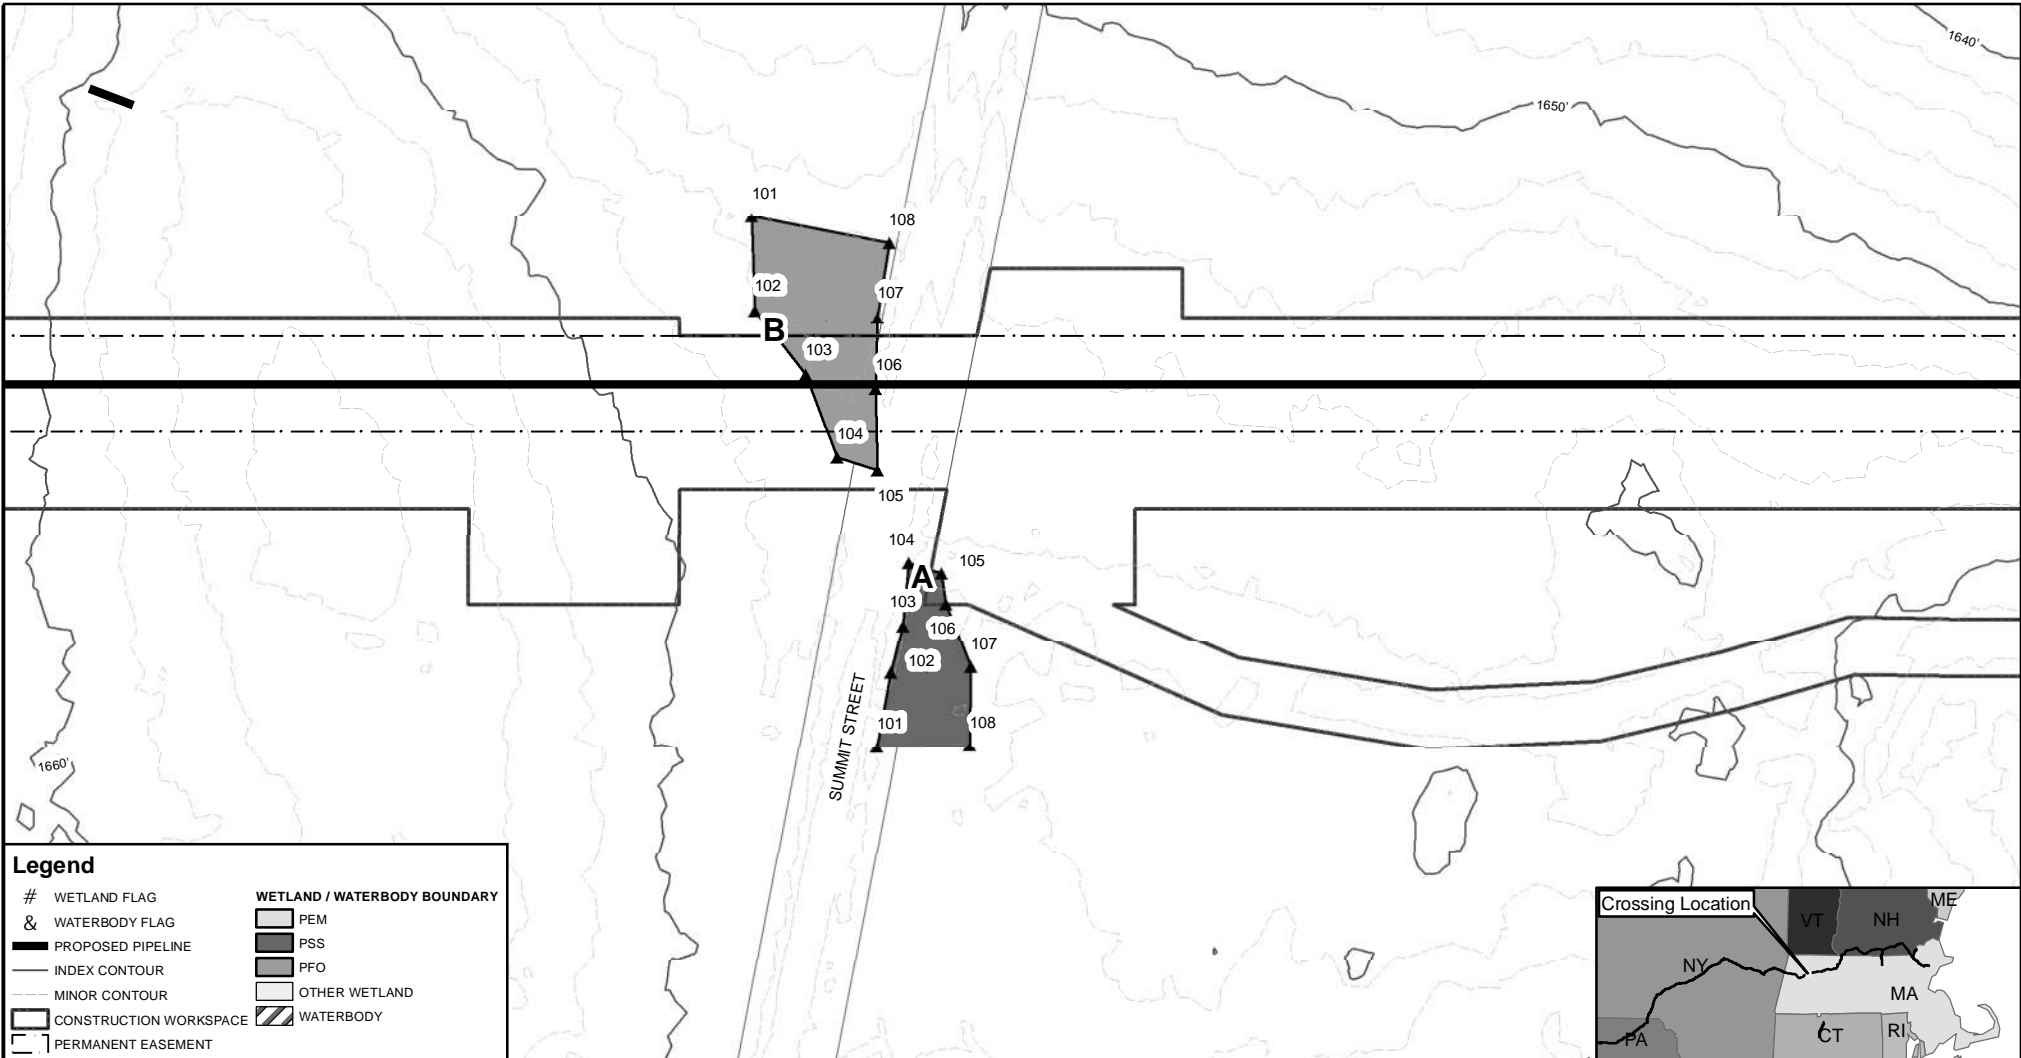 1640'
1650'
101
108
102
107
B
103
106
104
105
104
105
A
103
106
107
102
101
108
SUMMIT STREET
1660'
Legend
# WETLAND FLAG
& WATERBODY FLAG
PROPOSED PIPELINE
INDEX CONTOUR
MINOR CONTOUR
CONSTRUCTION WORKSPACE
PERMANENT EASEMENT
WETLAND / WATERBODY BOUNDARY
PEM
PSS
PFO
OTHER WETLAND
WATERBODY
Crossing Location
VT
NH
ME
NY
MA
CT
RI
PA